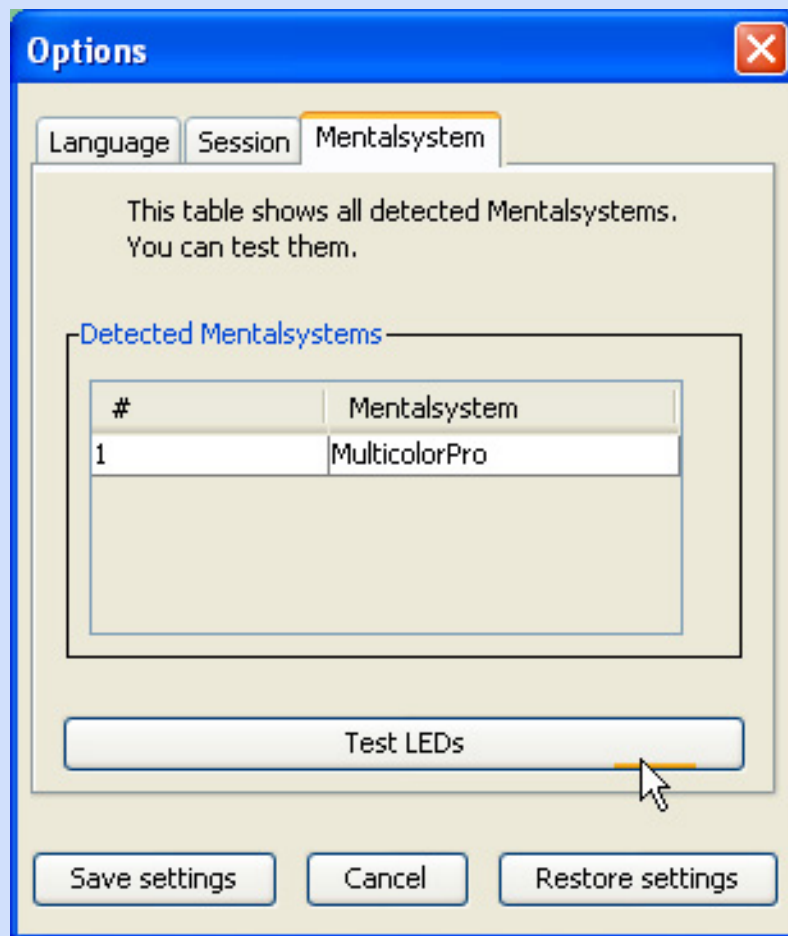 Options
Language Session Mentalsystem
This table shows all detected Mentalsystems.
You can test them.
Detected Mentalsystems
# Mentalsystem
1 MulticolorPro
Test LEDs
Save settings Cancel Restore settings